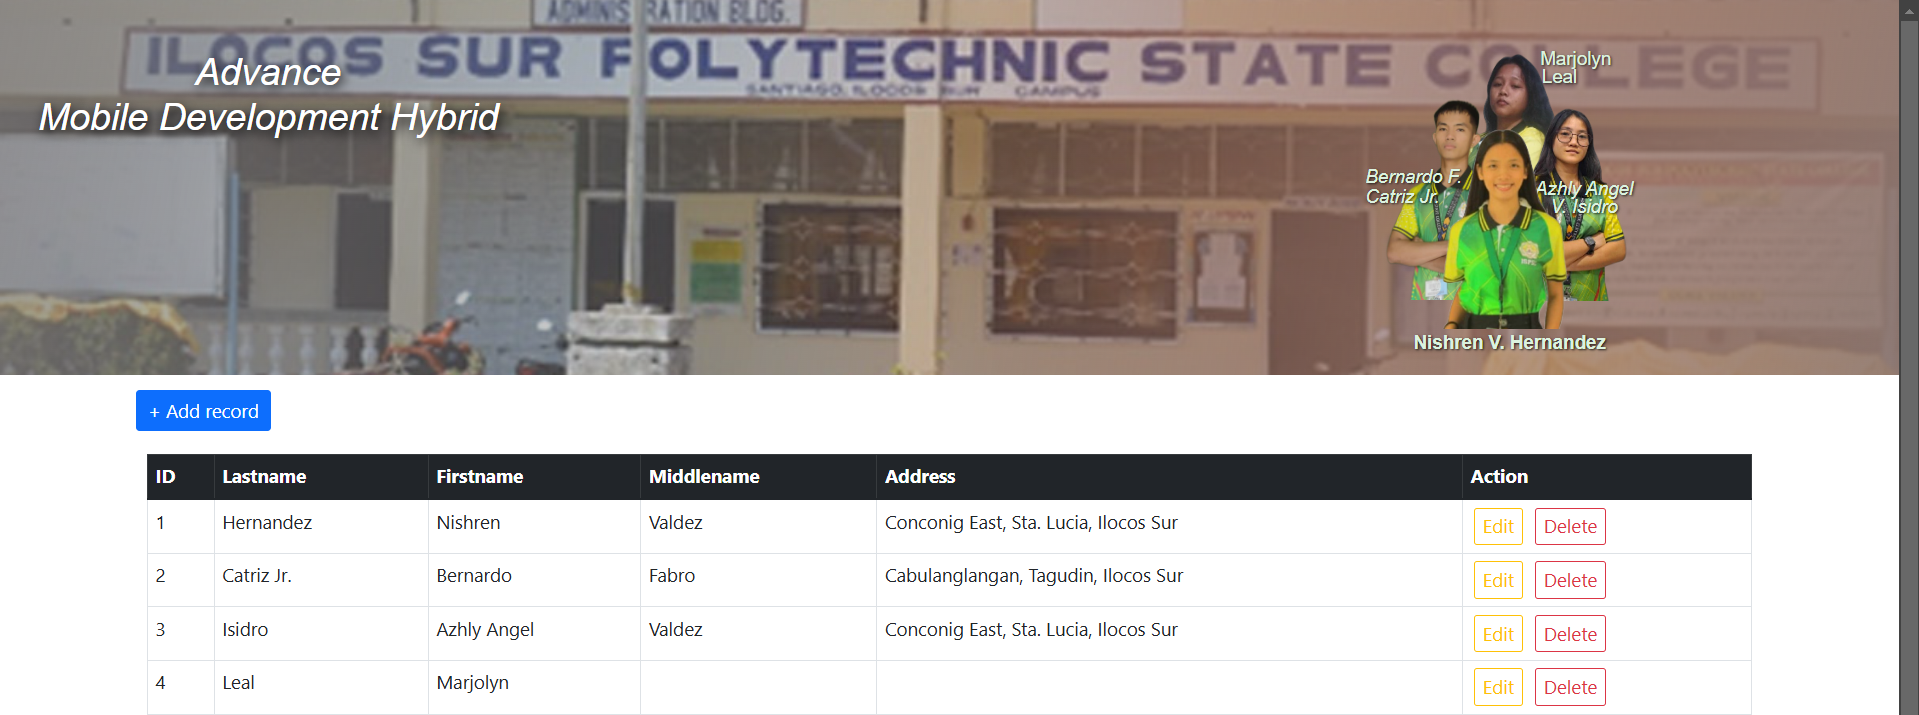 ADMINISTRATION BLDG.
ILOCOS SUR POLYTECHNIC STATE COLLEGE
SANTIAGO, ILOCOS SUR CAMPUS
Advance
Mobile Development Hybrid
Marjolyn
Leal
Bernardo F.
Catriz Jr.
Azhly Angel
V. Isidro
Nishren V. Hernandez
+ Add record
ID Lastname Firstname Middlename Address Action
1 Hernandez Nishren Valdez Conconig East, Sta. Lucia, Ilocos Sur Edit Delete
2 Catriz Jr. Bernardo Fabro Cabulanglangan, Tagudin, Ilocos Sur Edit Delete
3 Isidro Azhly Angel Valdez Conconig East, Sta. Lucia, Ilocos Sur Edit Delete
4 Leal Marjolyn Edit Delete